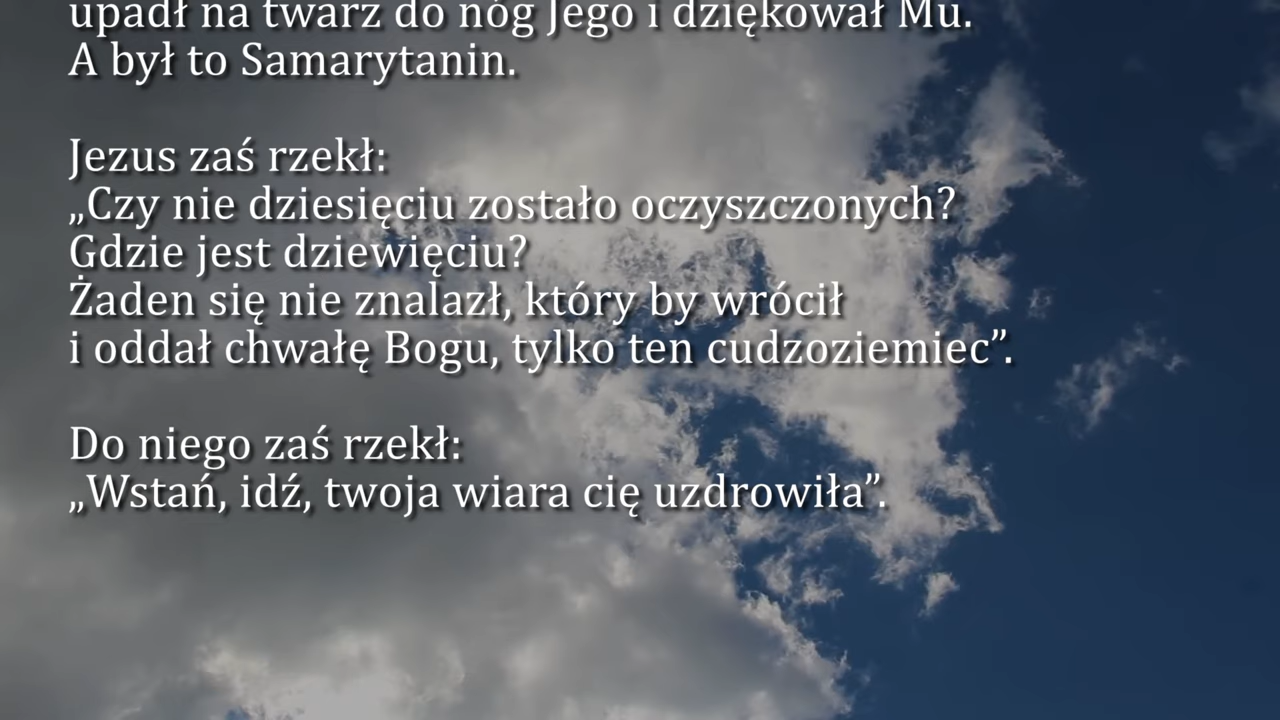 upadł na twarz do nóg Jego i dziękował Mu.
A był to Samarytanin.
Jezus zaś rzekł:
„Czy nie dziesięciu zostało oczyszczonych?
Gdzie jest dziewięciu?
Żaden się nie znalazł, który by wrócił
i oddał chwałę Bogu, tylko ten cudzoziemiec”.
Do niego zaś rzekł:
„Wstań, idź, twoja wiara cię uzdrowiła”.